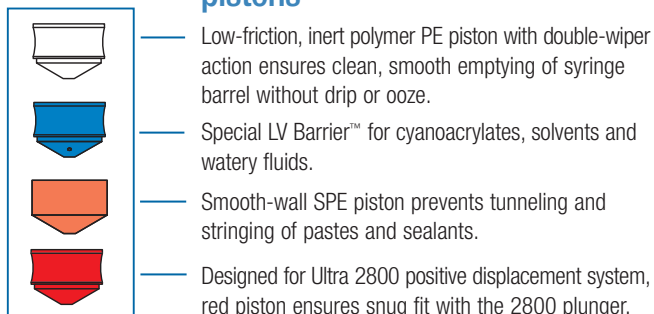 pistons
Low-friction, inert polymer PE piston with double-wiper
action ensures clean, smooth emptying of syringe
barrel without drip or ooze.
Special LV Barrier™ for cyanoacrylates, solvents and
watery fluids.
Smooth-wall SPE piston prevents tunneling and
stringing of pastes and sealants.
Designed for Ultra 2800 positive displacement system,
red piston ensures snug fit with the 2800 plunger.